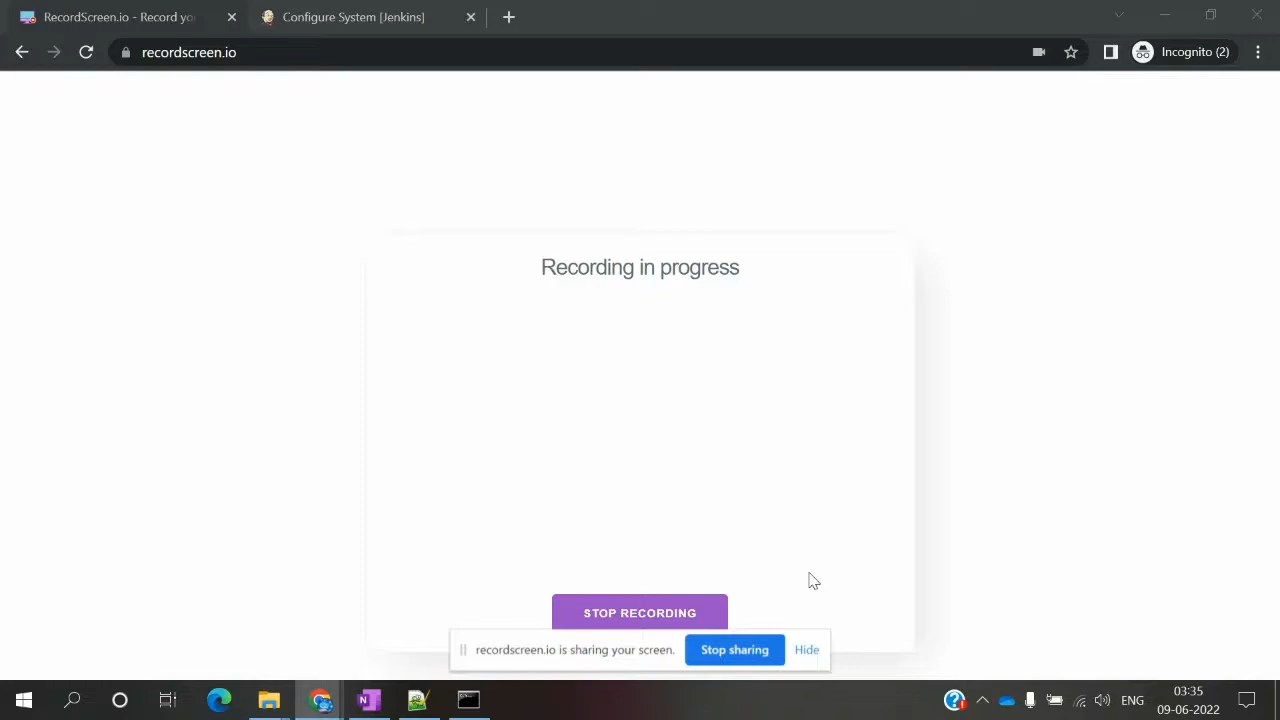 RecordScreen.io - Record yo
Configure System [Jenkins]
recordscreen.io
Incognito (2)
Recording in progress
STOP RECORDING
recordscreen.io is sharing your screen.
Stop sharing
Hide
ENG
03:35
09-06-2022